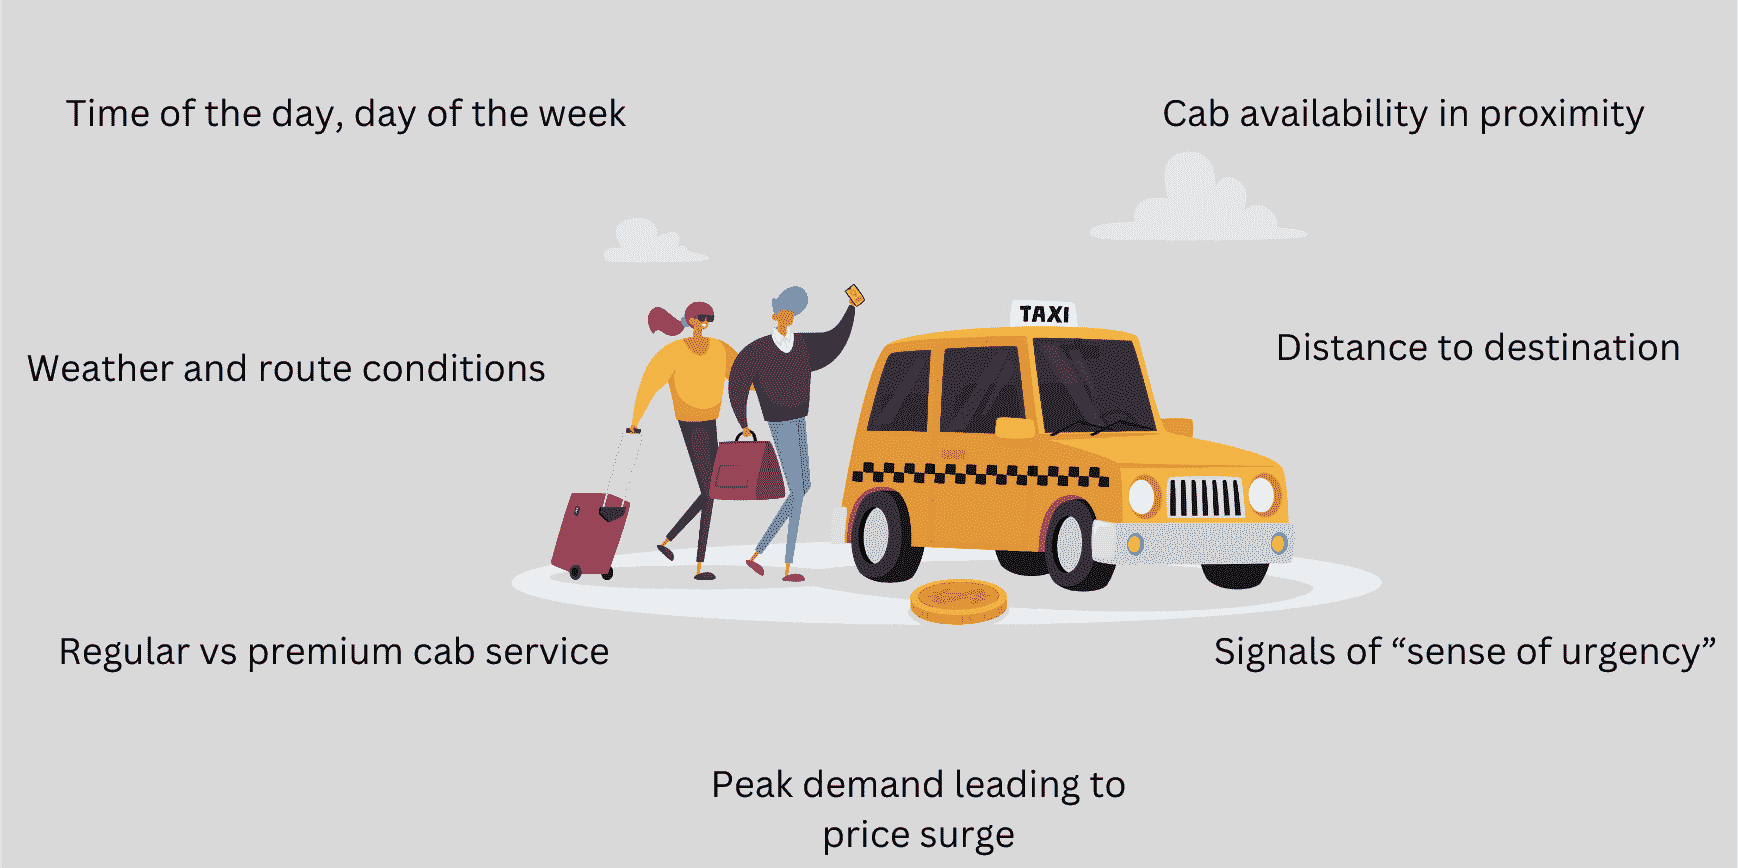 Time of the day, day of the week
Cab availability in proximity
TAXI
Weather and route conditions
Distance to destination
Regular vs premium cab service
Signals of “sense of urgency”
Peak demand leading to
price surge